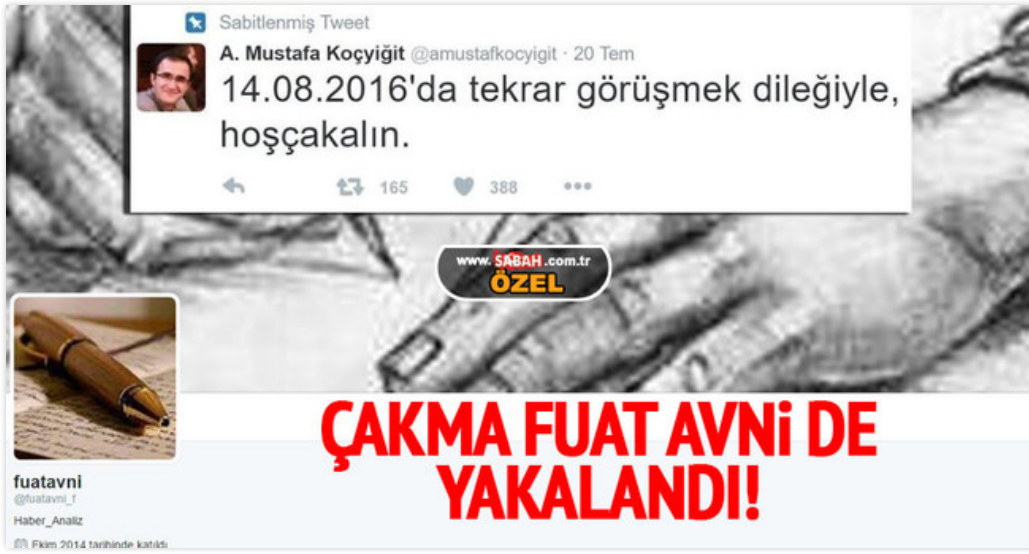 Sabitlenmiş Tweet
A. Mustafa Koçyiğit @amustafkocyigit · 20 Tem
14.08.2016'da tekrar görüşmek dileğiyle,
hoşçakalın.
165 388
www.SABAH.com.tr
ÖZEL
ÇAKMA FUAT AVNi DE
YAKALANDI!
fuatavni
@fuatavni_f
Haber_Analiz
Ekim 2014 tarihinde katıldı